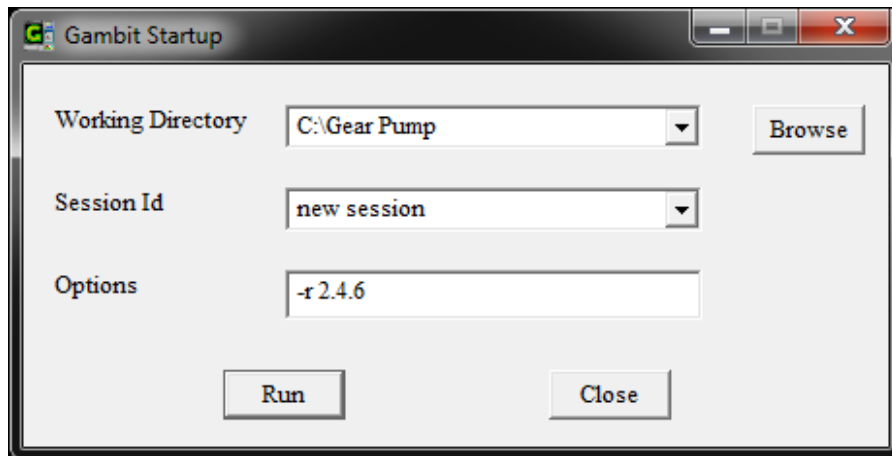 Gambit Startup
Working Directory C:\Gear Pump Browse
Session Id new session
Options -r 2.4.6
Run Close